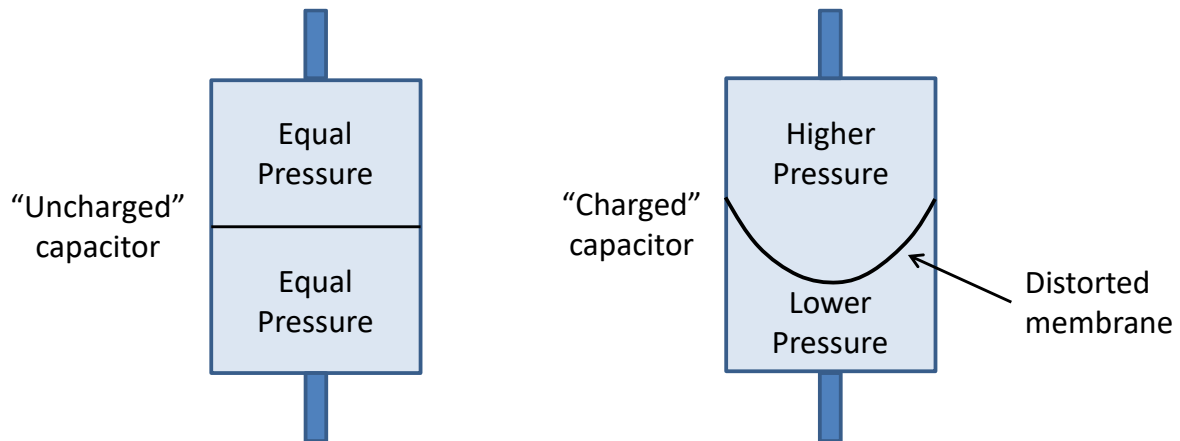 “Uncharged”
capacitor
Equal
Pressure
Equal
Pressure
“Charged”
capacitor
Higher
Pressure
Lower
Pressure
Distorted
membrane